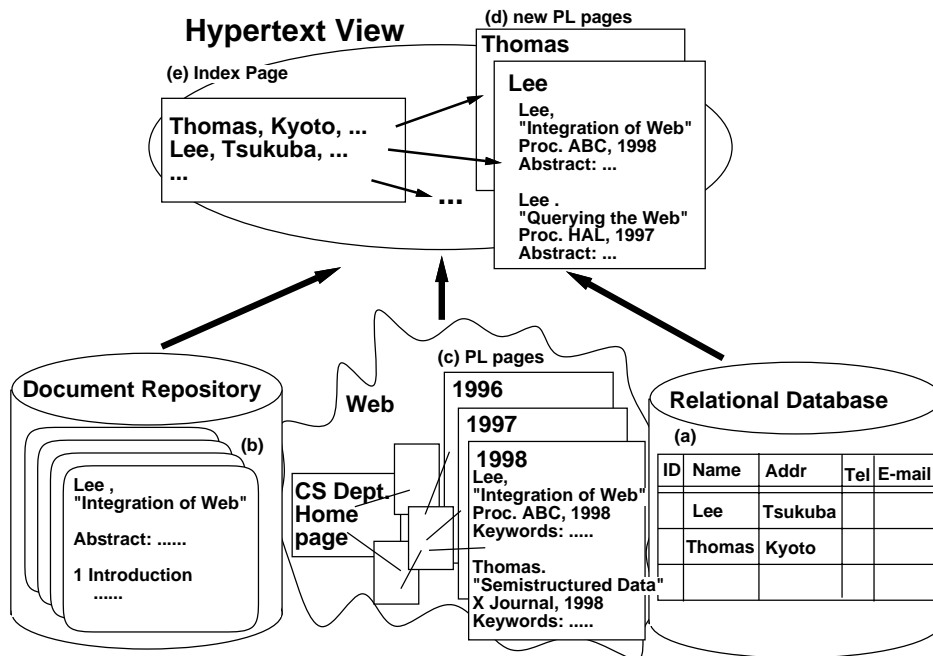 (d) new PL pages
Hypertext View
Thomas
(e) Index Page
Lee
Thomas, Kyoto, ...
Lee, Tsukuba, ...
...
...
Lee,
"Integration of Web"
Proc. ABC, 1998
Abstract: ...
Lee .
"Querying the Web"
Proc. HAL, 1997
Abstract: ...
Document Repository
(b)
Lee ,
"Integration of Web"
Abstract: ......
1 Introduction
......
Web
(c) PL pages
1996
1997
1998
CS Dept.
Home
page
Lee,
"Integration of Web"
Proc. ABC, 1998
Keywords: .....
Thomas.
"Semistructured Data"
X Journal, 1998
Keywords: .....
Relational Database
(a)
ID Name Addr Tel E-mail
Lee Tsukuba
Thomas Kyoto